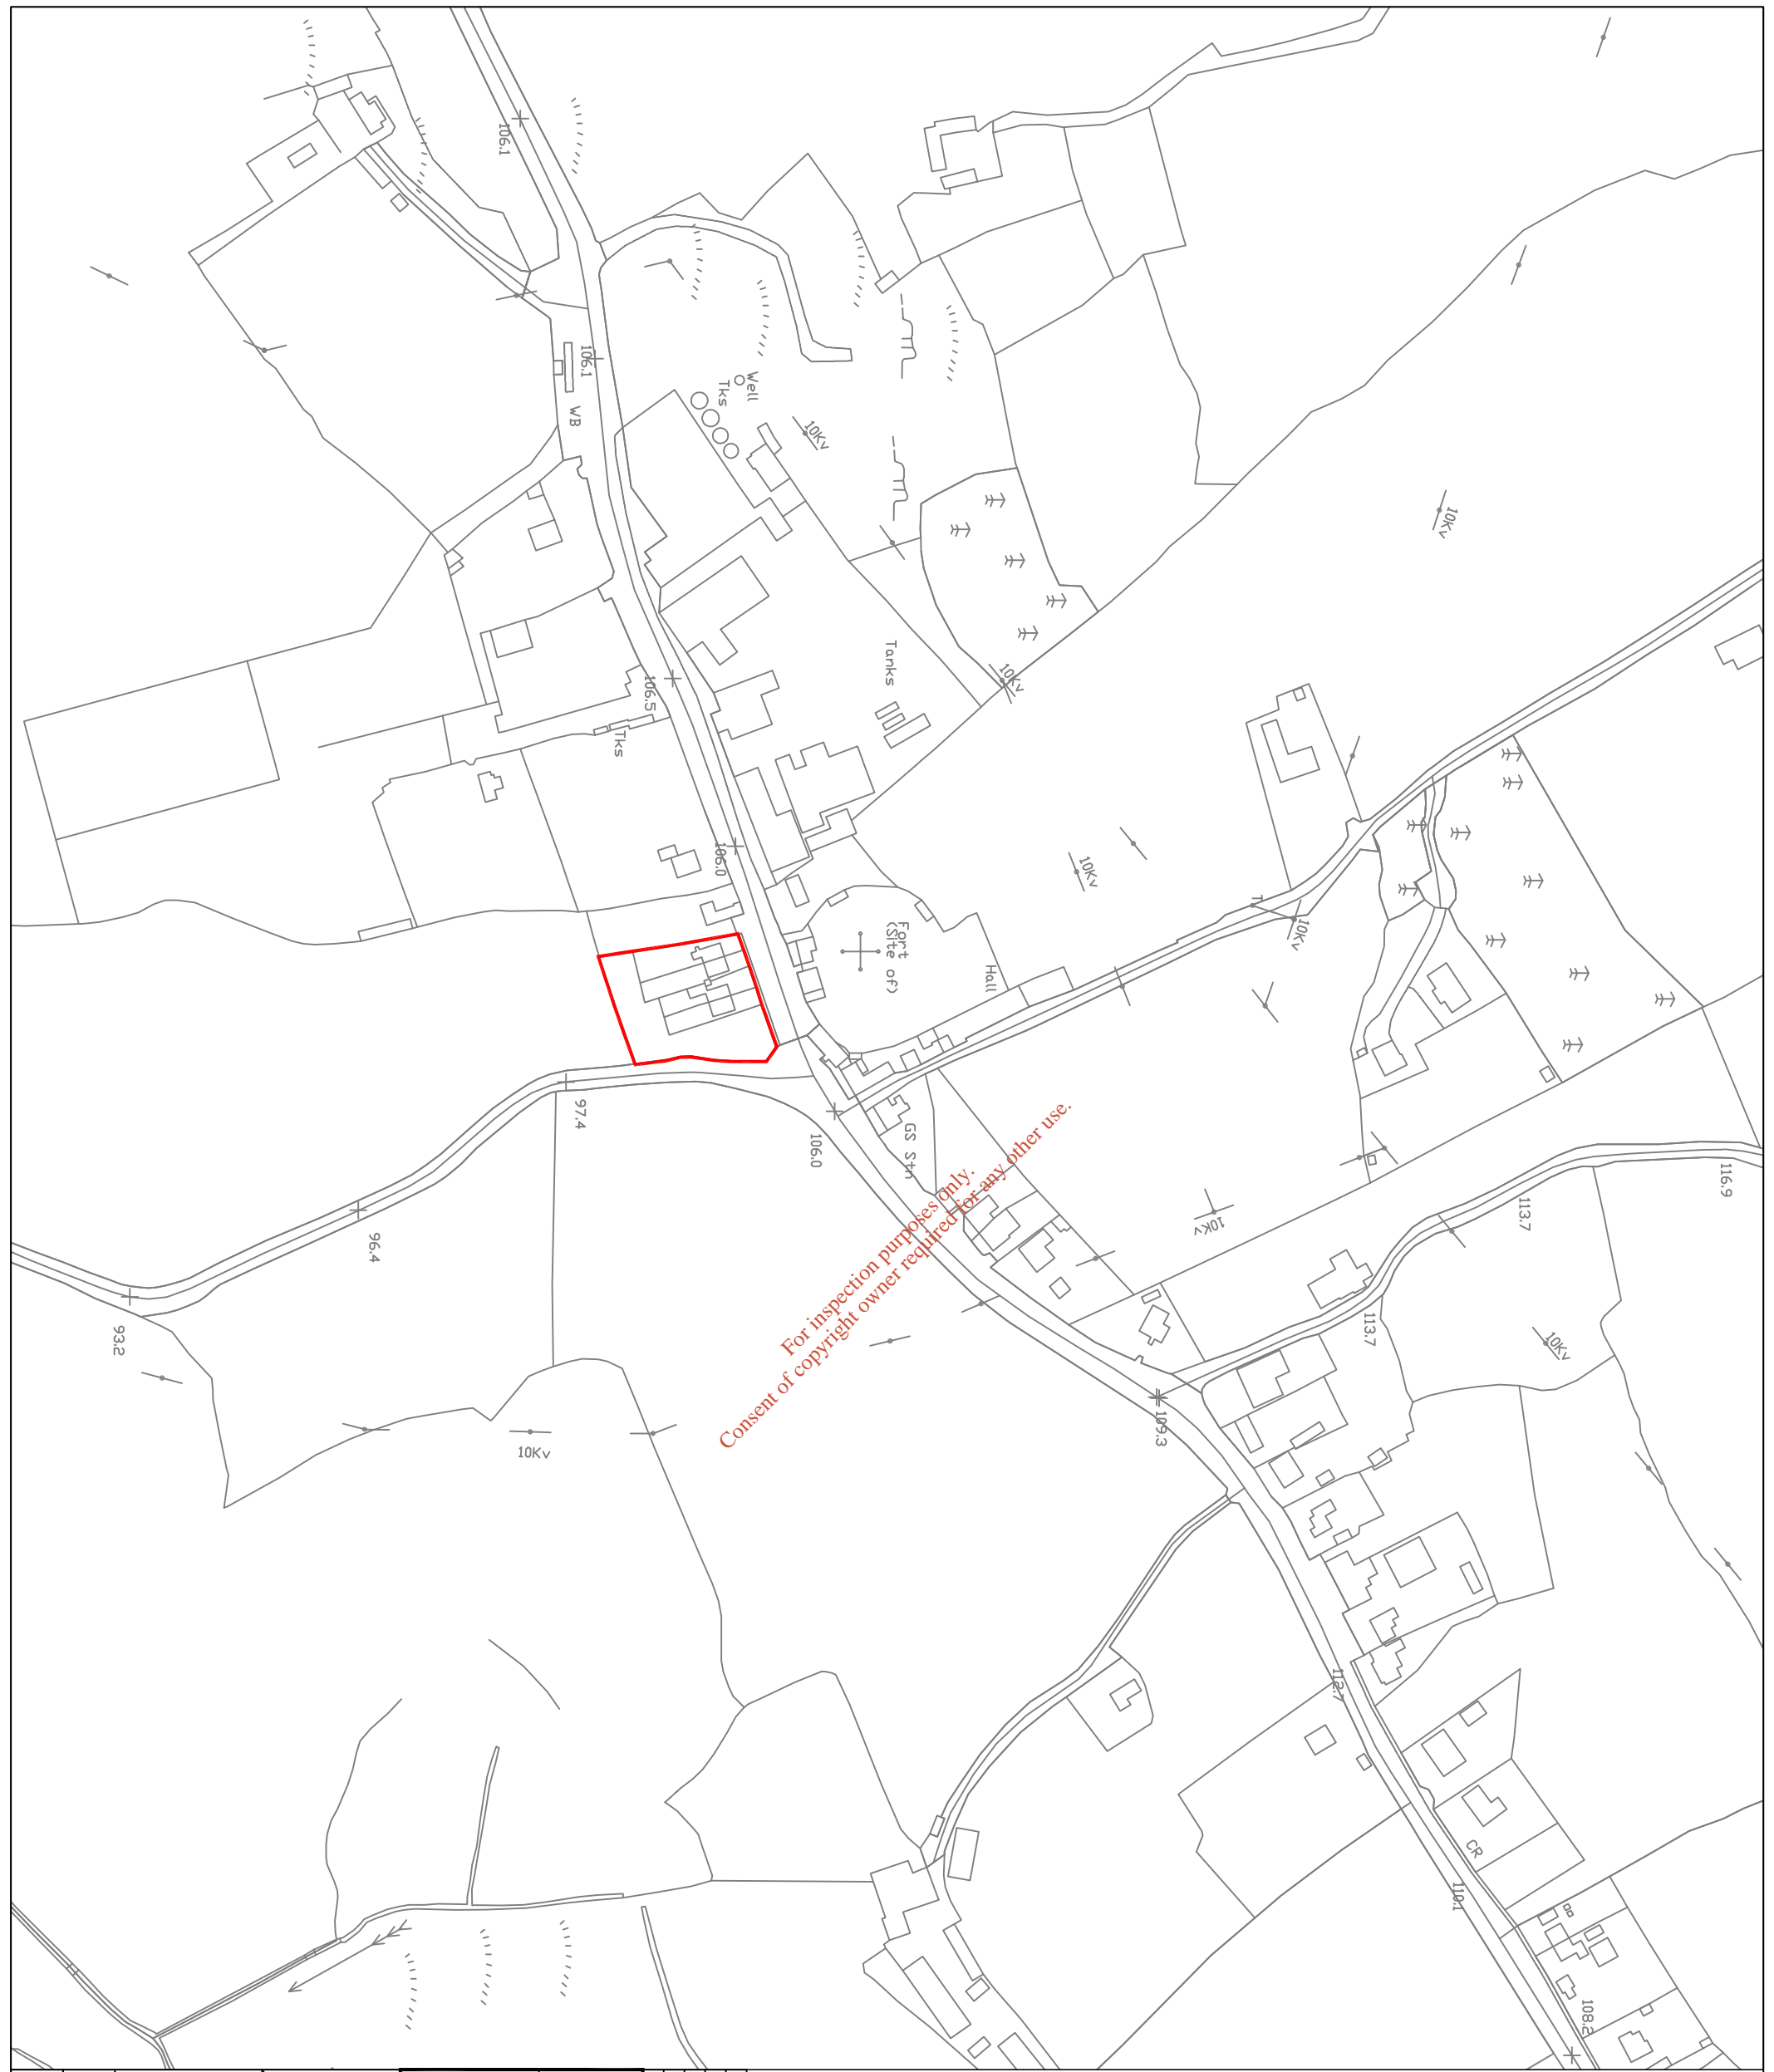 106.1
106.1
WB
Well
Tks
10Kv
10Kv
10Kv
Tanks
106.5
Tks
106.0
10Kv
10Kv
T
Fort
(Site of)
Hall
97.4
106.0
GS Stn
116.9
113.7
10Kv
96.4
93.2
113.7
10Kv
For inspection purposes only.
Consent of copyright owner required for any other use.
109.3
10Kv
112.7
CR
110.1
108.2